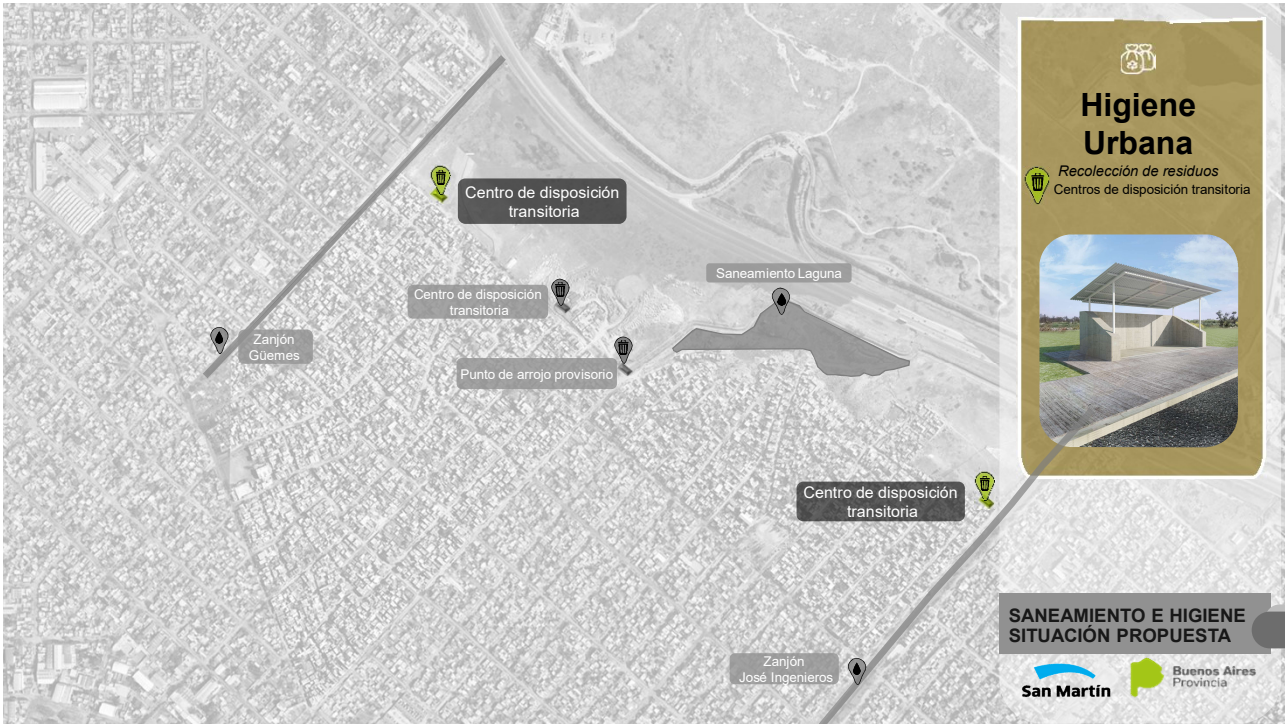 Higiene
Urbana
Recolección de residuos
Centros de disposición transitoria
Centro de disposición
transitoria
Centro de disposición
transitoria
Saneamiento Laguna
Zanjón
Güemes
Punto de arrojo provisorio
Centro de disposición
transitoria
Zanjón
José Ingenieros
SANEAMIENTO E HIGIENE
SITUACIÓN PROPUESTA
San Martín
Buenos Aires
Provincia